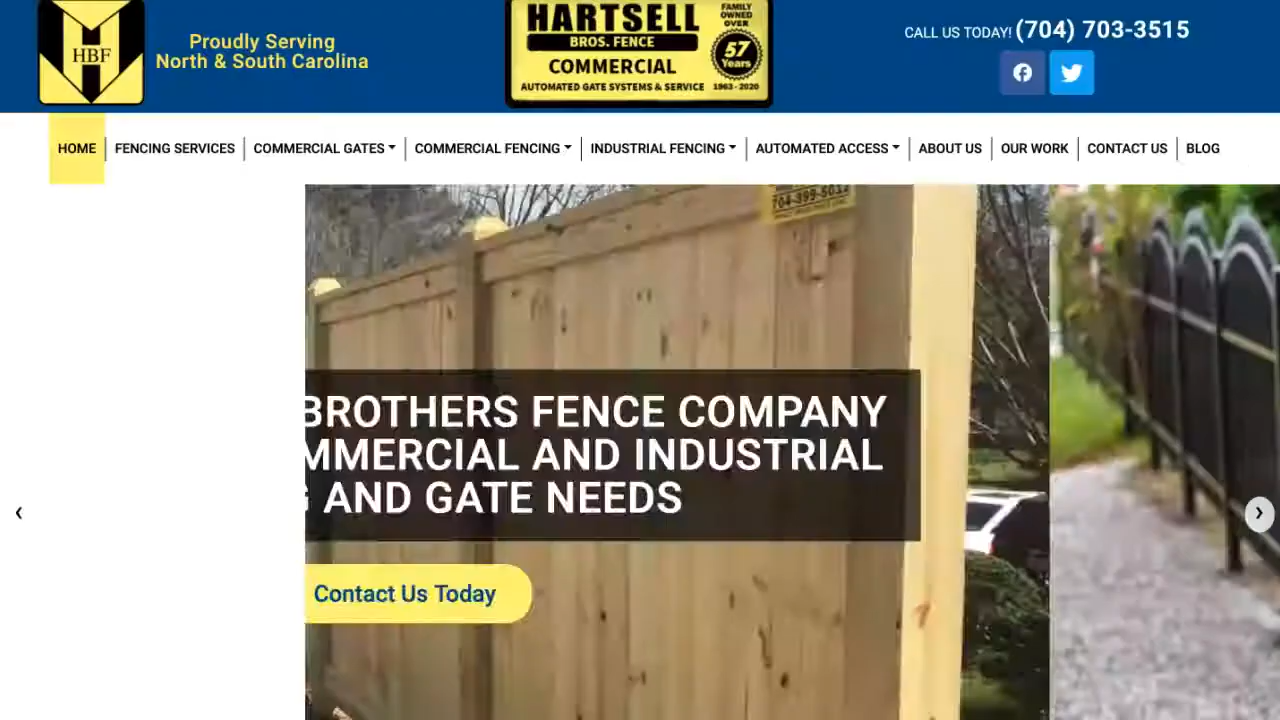 HBF
Proudly Serving
North & South Carolina
HARTSELL
BROS. FENCE
COMMERCIAL
AUTOMATED GATE SYSTEMS & SERVICE
FAMILY
OWNED
OVER
57
Years
1963-2020
CALL US TODAY! (704) 703-3515
HOME
FENCING SERVICES
COMMERCIAL GATES
COMMERCIAL FENCING
INDUSTRIAL FENCING
AUTOMATED ACCESS
ABOUT US
OUR WORK
CONTACT US
BLOG
BROTHERS FENCE COMPANY
MMERCIAL AND INDUSTRIAL
AND GATE NEEDS
Contact Us Today